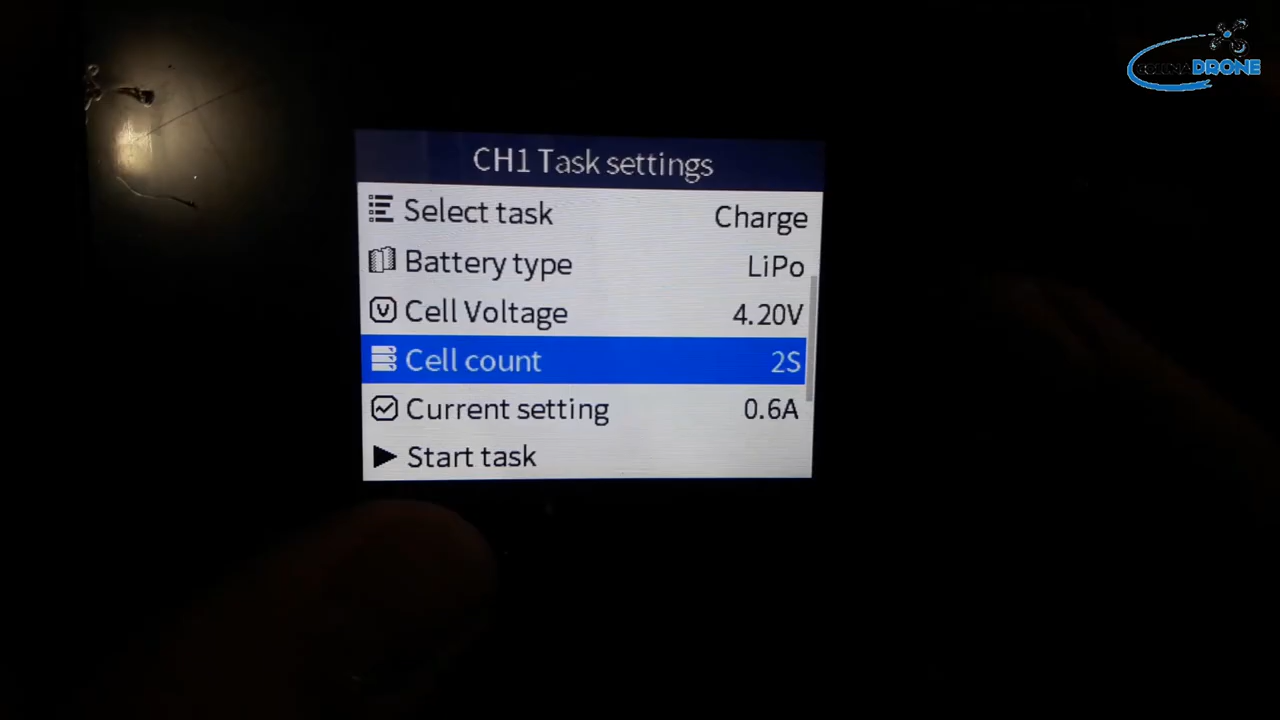 DRONE
CH1 Task settings
Select task Charge
Battery type LiPo
Cell Voltage 4.20V
Cell count 2S
Current setting 0.6A
Start task